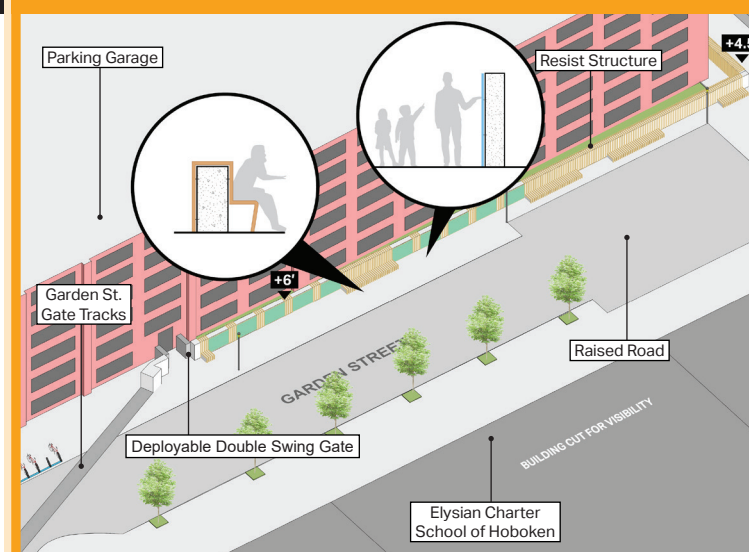 Parking Garage
Resist Structure
+4.5
+6'
Garden St.
Gate Tracks
GARDEN STREET
Raised Road
Deployable Double Swing Gate
BUILDING CUT FOR VISIBILITY
Elysian Charter
School of Hoboken